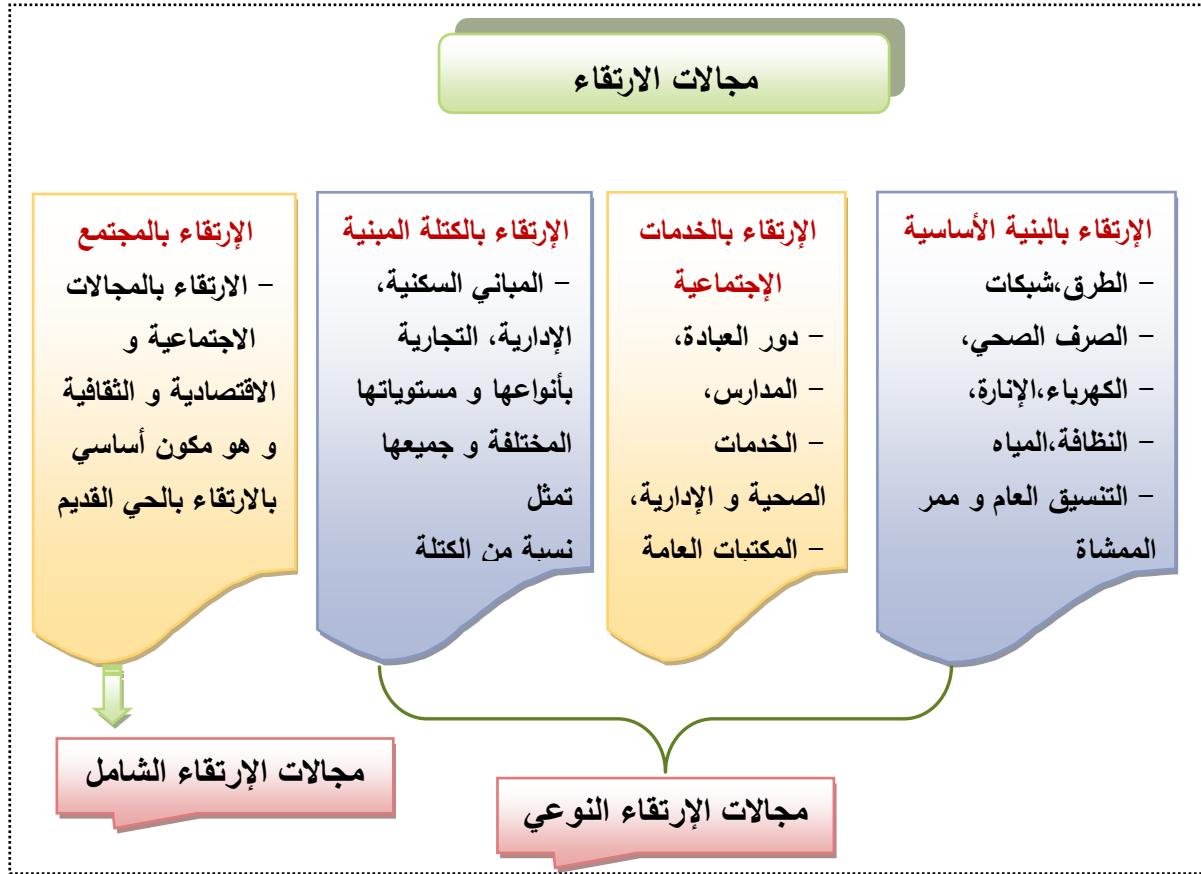 مجالات الارتقاء
الإرتقاء بالبنية الأساسية
– الطرق،شبكات
– الصرف الصحي،
– الكهرباء،الإنارة،
– النظافة،المياه
– التنسيق العام و ممر
الممشاة
الإرتقاء بالخدمات
الإجتماعية
– دور العبادة،
– المدارس،
– الخدمات
الصحية و الإدارية،
– المكتبات العامة
الإرتقاء بالكتلة المبنية
– المباني السكنية،
الإدارية، التجارية
بأنواعها و مستوياتها
المختلفة و جميعها
تمثل
نسبة من الكتلة
الإرتقاء بالمجتمع
– الارتقاء بالمجالات
الاجتماعية و
الاقتصادية و الثقافية
و هو مكون أساسي
بالارتقاء بالحي القديم
مجالات الإرتقاء النوعي
مجالات الإرتقاء الشامل